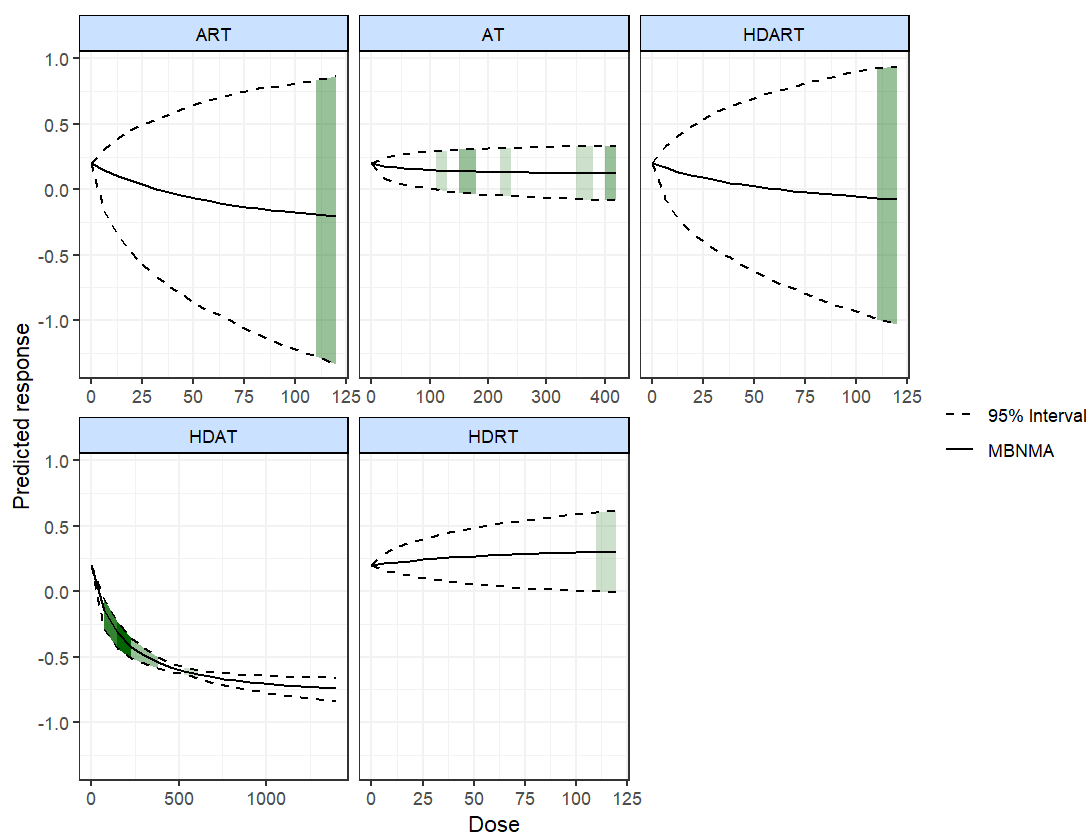 ART AT HDART
1.0
0.5
0.0
-0.5
-1.0
0 25 50 75 100 125 0 100 200 300 400 0 25 50 75 100 125
HDAT HDRT
1.0
0.5
0.0
-0.5
-1.0
0 500 1000 0 25 50 75 100 125
Predicted response
Dose
95% Interval
MBNMA